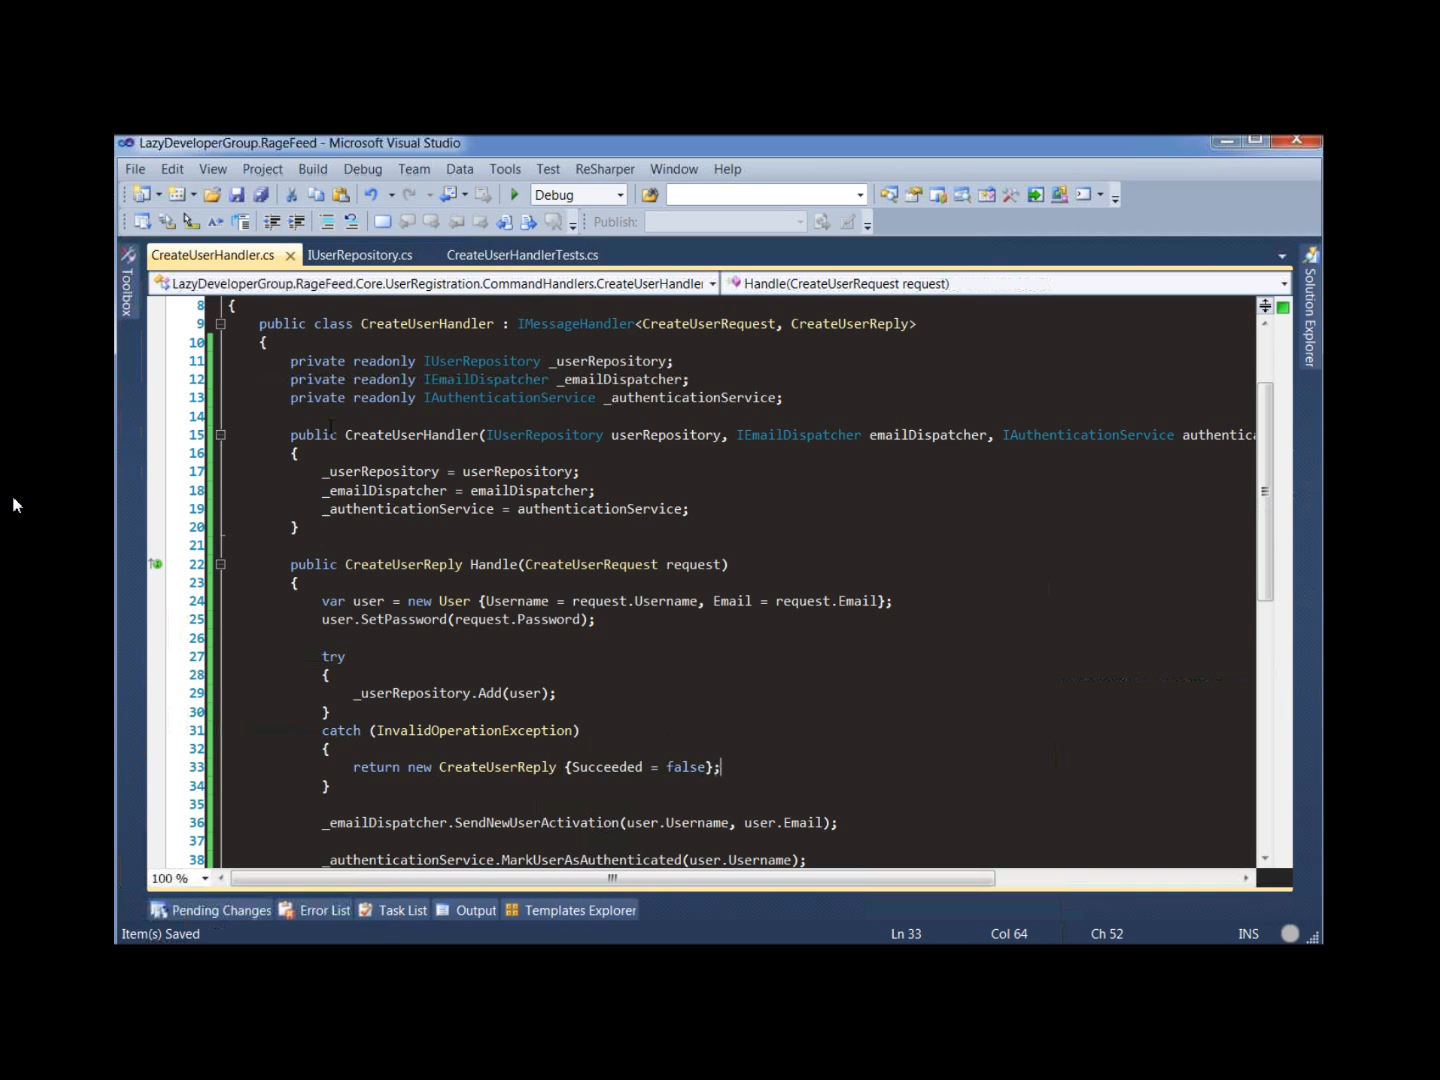 LazyDeveloperGroup.RageFeed - Microsoft Visual Studio
File Edit View Project Build Debug Team Data Tools Test ReSharper Window Help
Debug
Publish:
CreateUserHandler.cs IUserRepository.cs CreateUserHandlerTests.cs
Toolbox
Solution Explorer
LazyDeveloperGroup.RageFeed.Core.UserRegistration.CommandHandlers.CreateUserHandler Handle(CreateUserRequest request)
8 {
9 public class CreateUserHandler : IMessageHandler<CreateUserRequest, CreateUserReply>
10 {
11 private readonly IUserRepository _userRepository;
12 private readonly IEmailDispatcher _emailDispatcher;
13 private readonly IAuthenticationService _authenticationService;
14
15 public CreateUserHandler(IUserRepository userRepository, IEmailDispatcher emailDispatcher, IAuthenticationService authentica
16 {
17 _userRepository = userRepository;
18 _emailDispatcher = emailDispatcher;
19 _authenticationService = authenticationService;
20 }
21
22 public CreateUserReply Handle(CreateUserRequest request)
23 {
24 var user = new User {Username = request.Username, Email = request.Email};
25 user.SetPassword(request.Password);
26
27 try
28 {
29 _userRepository.Add(user);
30 }
31 catch (InvalidOperationException)
32 {
33 return new CreateUserReply {Succeeded = false};
34 }
35
36 _emailDispatcher.SendNewUserActivation(user.Username, user.Email);
37
38 _authenticationService.MarkUserAsAuthenticated(user.Username);
100 %
Pending Changes Error List Task List Output Templates Explorer
Item(s) Saved Ln 33 Col 64 Ch 52 INS